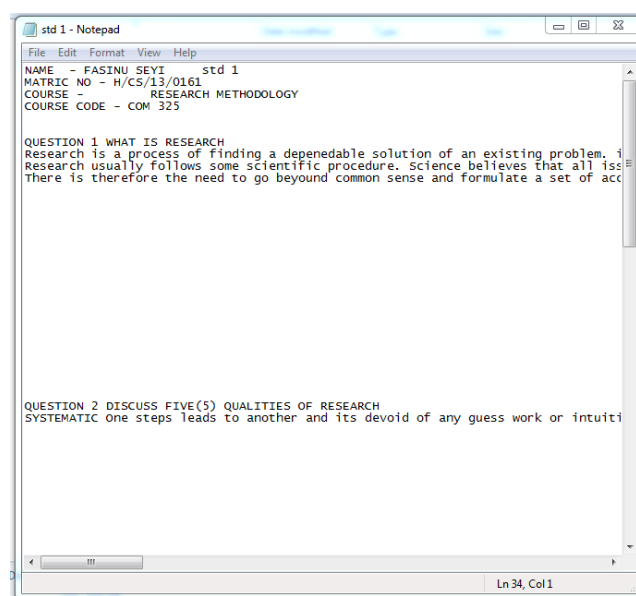 std 1 - Notepad
File Edit Format View Help
NAME - FASINU SEYI std 1
MATRIC NO - H/CS/13/0161
COURSE - RESEARCH METHODOLOGY
COURSE CODE - COM 325
QUESTION 1 WHAT IS RESEARCH
Research is a process of finding a depenedable solution of an existing problem. i
Research usually follows some scientific procedure. Science believes that all iss
There is therefore the need to go beyound common sense and formulate a set of acc
QUESTION 2 DISCUSS FIVE(5) QUALITIES OF RESEARCH
SYSTEMATIC One steps leads to another and its devoid of any guess work or intuiti
Ln 34, Col 1